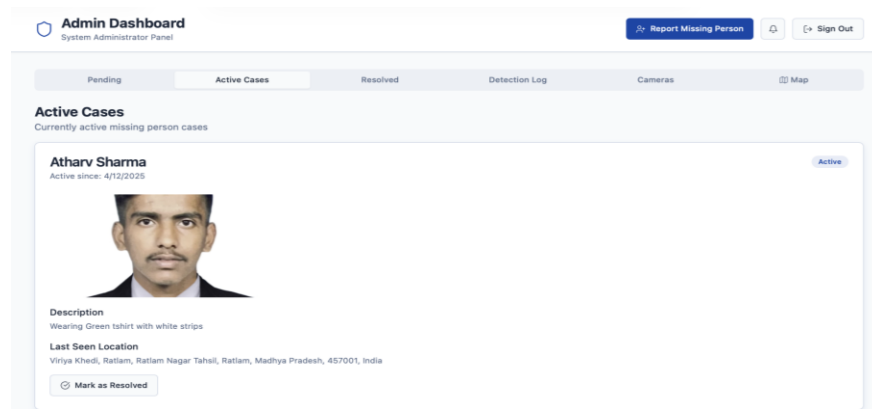 Admin Dashboard
System Administrator Panel
Report Missing Person
Sign Out
Pending
Active Cases
Resolved
Detection Log
Cameras
Map
Active Cases
Currently active missing person cases
Atharv Sharma
Active
Active since: 4/12/2025
Description
Wearing Green tshirt with white strips
Last Seen Location
Viriya Khedi, Ratlam, Ratlam Nagar Tahsil, Ratlam, Madhya Pradesh, 457001, India
Mark as Resolved